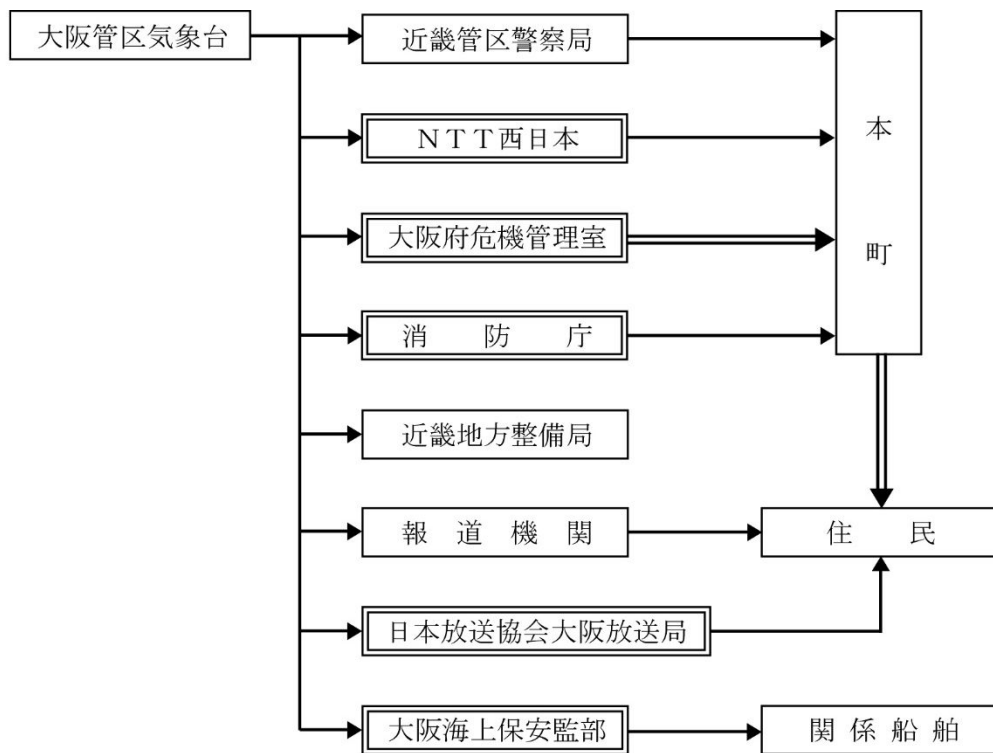 大阪管区気象台
近畿管区警察局
本町
NTT西日本
大阪府危機管理室
消防庁
近畿地方整備局
報道機関
住民
日本放送協会大阪放送局
大阪海上保安監部
関係船舶